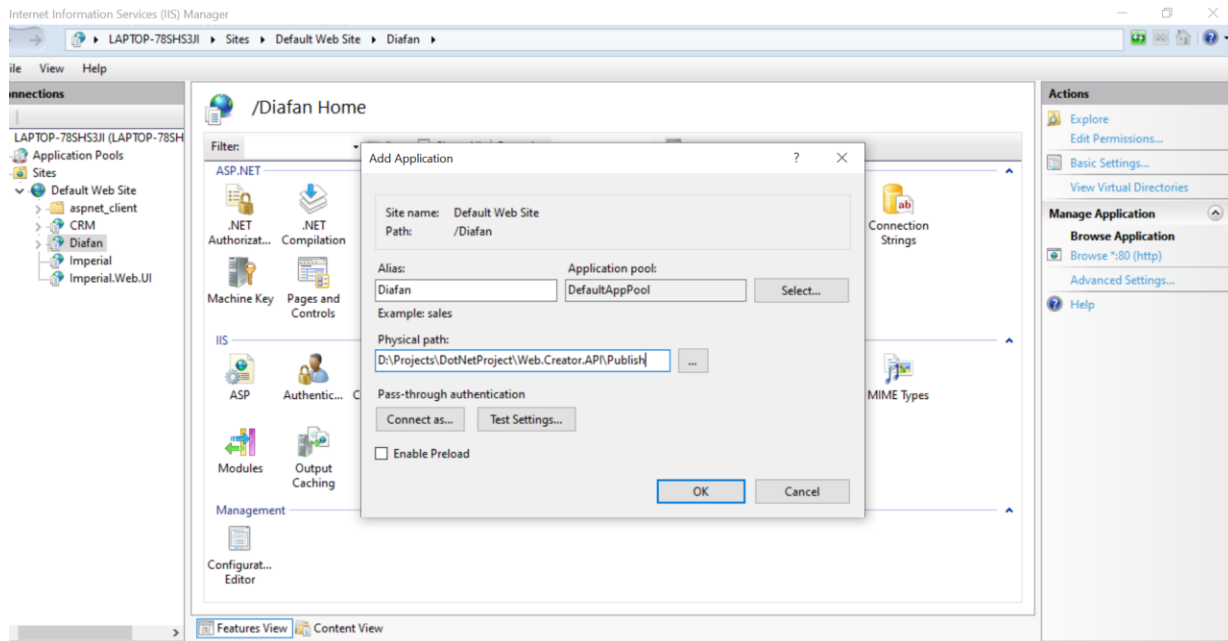 Internet Information Services (IIS) Manager
LAPTOP-78SHS3JI Sites Default Web Site Diafan
ile View Help
onnections
LAPTOP-78SHS3JI (LAPTOP-78SH
Application Pools
Sites
Default Web Site
aspnet_client
CRM
Diafan
Imperial
Imperial.Web.UI
/Diafan Home
Filter:
ASP.NET
.NET Authorizat...
.NET Compilation
Connection Strings
Machine Key
Pages and Controls
IIS
ASP
Authentic...
C
MIME Types
Modules
Output Caching
Management
Configurat... Editor
Features View
Content View
Add Application
? 
Site name: Default Web Site
Path: /Diafan
Alias:
Application pool:
Diafan
DefaultAppPool
Select...
Example: sales
Physical path:
D:\Projects\DotNetProject\Web.Creator.API\Publish
...
Pass-through authentication
Connect as...
Test Settings...
Enable Preload
OK
Cancel
Actions
Explore
Edit Permissions...
Basic Settings...
View Virtual Directories
Manage Application
Browse Application
Browse *:80 (http)
Advanced Settings...
Help